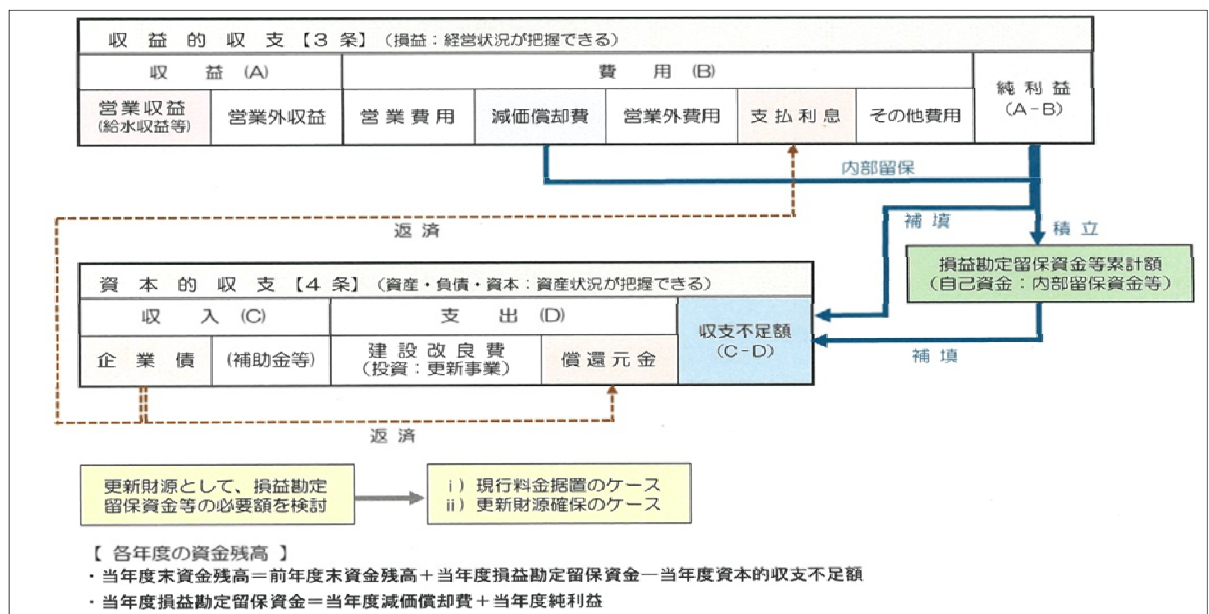 収益的収支【3条】(損益：経営状況が把握できる)
収益(A)
費用(B)
純利益
(A-B)
営業収益
(給水収益等)
営業外収益
営業費用
減価償却費
営業外費用
支払利息
その他費用
内部留保
返済
補填
積立
損益勘定留保資金等累計額
(自己資金：内部留保資金等)
資本的収支【4条】(資産・負債・資本：資産状況が把握できる)
収入(C)
支出(D)
収支不足額
(C-D)
企業債
(補助金等)
建設改良費
(投資：更新事業)
償還元金
補填
返済
更新財源として、損益勘定
留保資金等の必要額を検討
ⅰ)現行料金据置のケース
ⅱ)更新財源確保のケース
【各年度の資金残高】
・当年度末資金残高＝前年度末資金残高＋当年度損益勘定留保資金－当年度資本的収支不足額
・当年度損益勘定留保資金＝当年度減価償却費＋当年度純利益